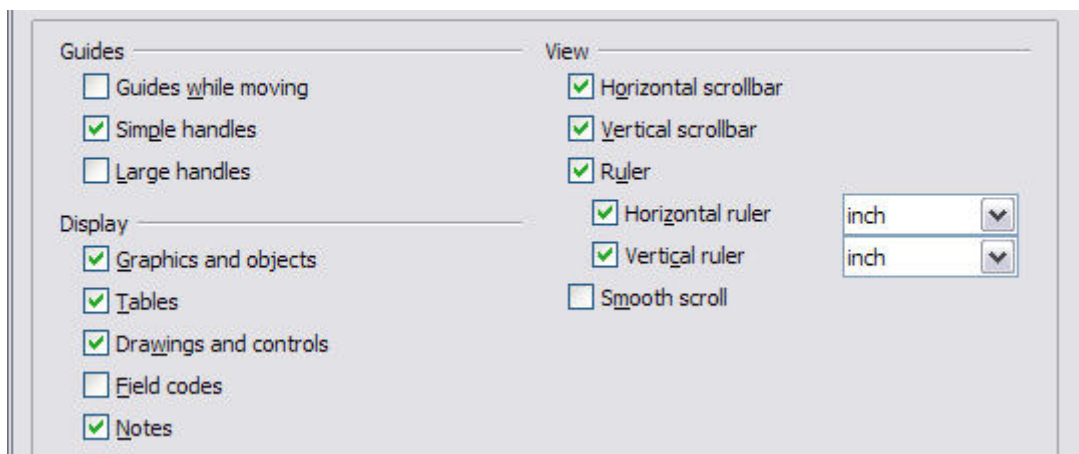 Guides
Guides while moving
Simple handles
Large handles
Display
Graphics and objects
Tables
Drawings and controls
Field codes
Notes
View
Horizontal scrollbar
Vertical scrollbar
Ruler
Horizontal ruler inch
Vertical ruler inch
Smooth scroll